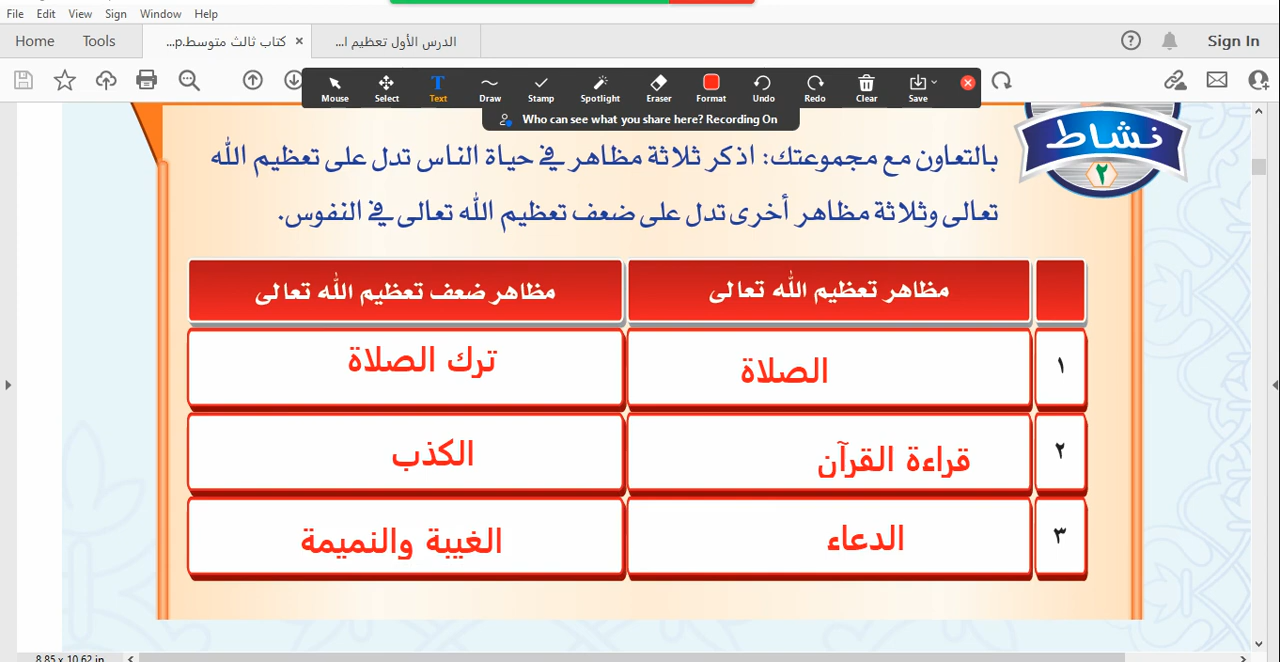 File Edit View Sign Window Help
Home Tools كتاب ثالث متوسط.p... × الدرس الأول تعظيم ا... Sign In
Mouse Select Text Draw Stamp Spotlight Eraser Format Undo Redo Clear Save
Who can see what you share here? Recording On
نشاط
٢
بالتعاون مع مجموعتك: اذكر ثلاثة مظاهر في حياة الناس تدل على تعظيم الله
تعالى وثلاثة مظاهر أخرى تدل على ضعف تعظيم الله تعالى في النفوس.
مظاهر تعظيم الله تعالى مظاهر ضعف تعظيم الله تعالى
١ الصلاة ترك الصلاة
٢ قراءة القرآن الكذب
٣ الدعاء الغيبة والنميمة
8.85 x 10.62 in